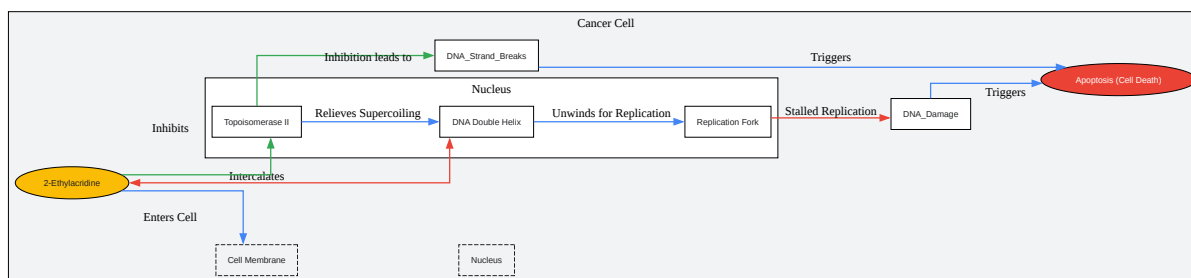 Cancer Cell
Inhibition leads to
DNA_Strand_Breaks
Triggers
Apoptosis (Cell Death)
Nucleus
Triggers
Inhibits
Topoisomerase II
Relieves Supercoiling
DNA Double Helix
Unwinds for Replication
Replication Fork
Stalled Replication
DNA_Damage
2-Ethylacridine
Intercalates
Enters Cell
Cell Membrane
Nucleus